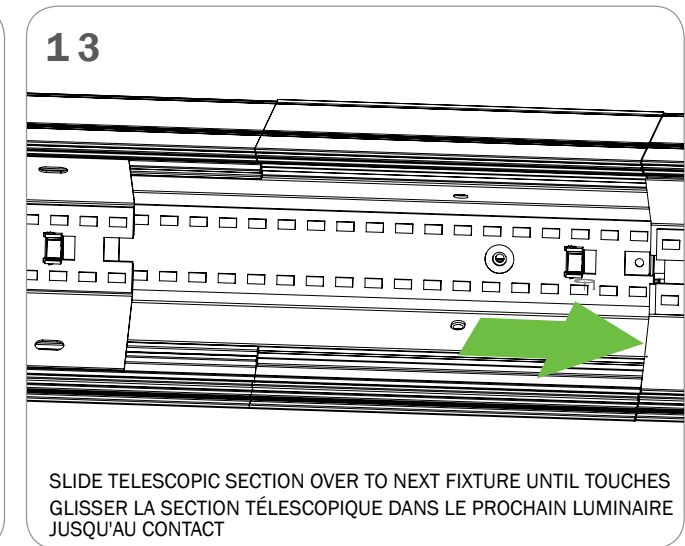 13
SLIDE TELESCOPIC SECTION OVER TO NEXT FIXTURE UNTIL TOUCHES
GLISSER LA SECTION TÉLESCOPIQUE DANS LE PROCHAIN LUMINAIRE
JUSQU'AU CONTACT